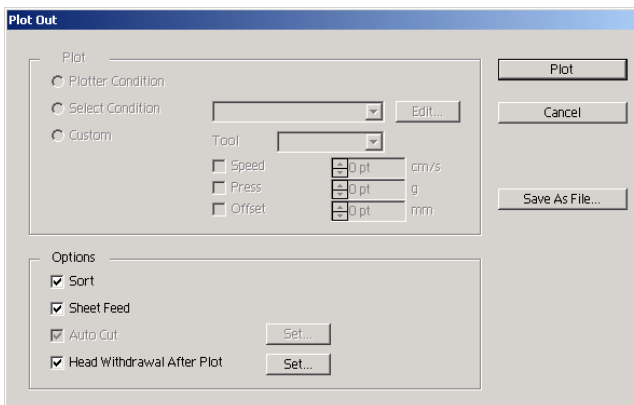 Plot Out
Plot
Plotter Condition
Select Condition
Edit...
Custom
Tool
Speed
0 pt
cm/s
Press
0 pt
g
Offset
0 pt
mm
Plot
Cancel
Save As File...
Options
Sort
Sheet Feed
Auto Cut
Set...
Head Withdrawal After Plot
Set...